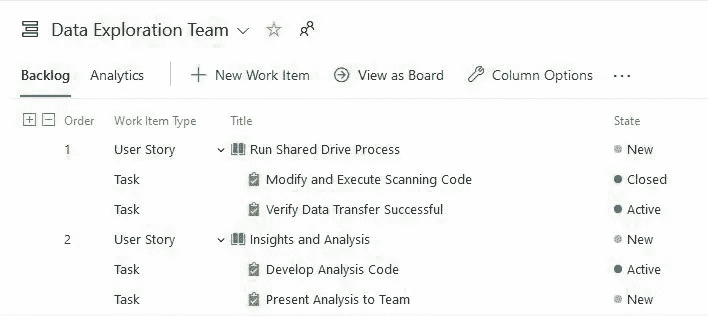 Data Exploration Team
Backlog Analytics New Work Item View as Board Column Options ...
Order Work Item Type Title State
1 User Story Run Shared Drive Process New
Task Modify and Execute Scanning Code Closed
Task Verify Data Transfer Successful Active
2 User Story Insights and Analysis New
Task Develop Analysis Code Active
Task Present Analysis to Team New